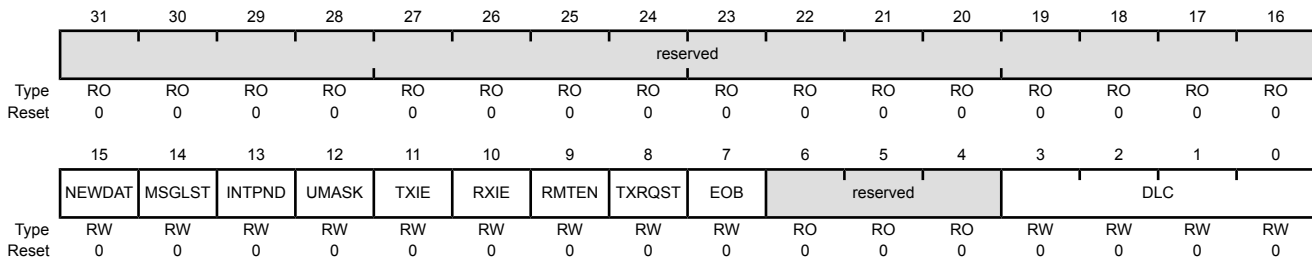 31 30 29 28 27 26 25 24 23 22 21 20 19 18 17 16
reserved
Type RO RO RO RO RO RO RO RO RO RO RO RO RO RO RO RO
Reset 0 0 0 0 0 0 0 0 0 0 0 0 0 0 0 0
15 14 13 12 11 10 9 8 7 6 5 4 3 2 1 0
NEWDAT MSGLST INTPND UMASK TXIE RXIE RMTEN TXRQST EOB reserved DLC
Type RW RW RW RW RW RW RW RW RW RO RO RO RW RW RW RW
Reset 0 0 0 0 0 0 0 0 0 0 0 0 0 0 0 0